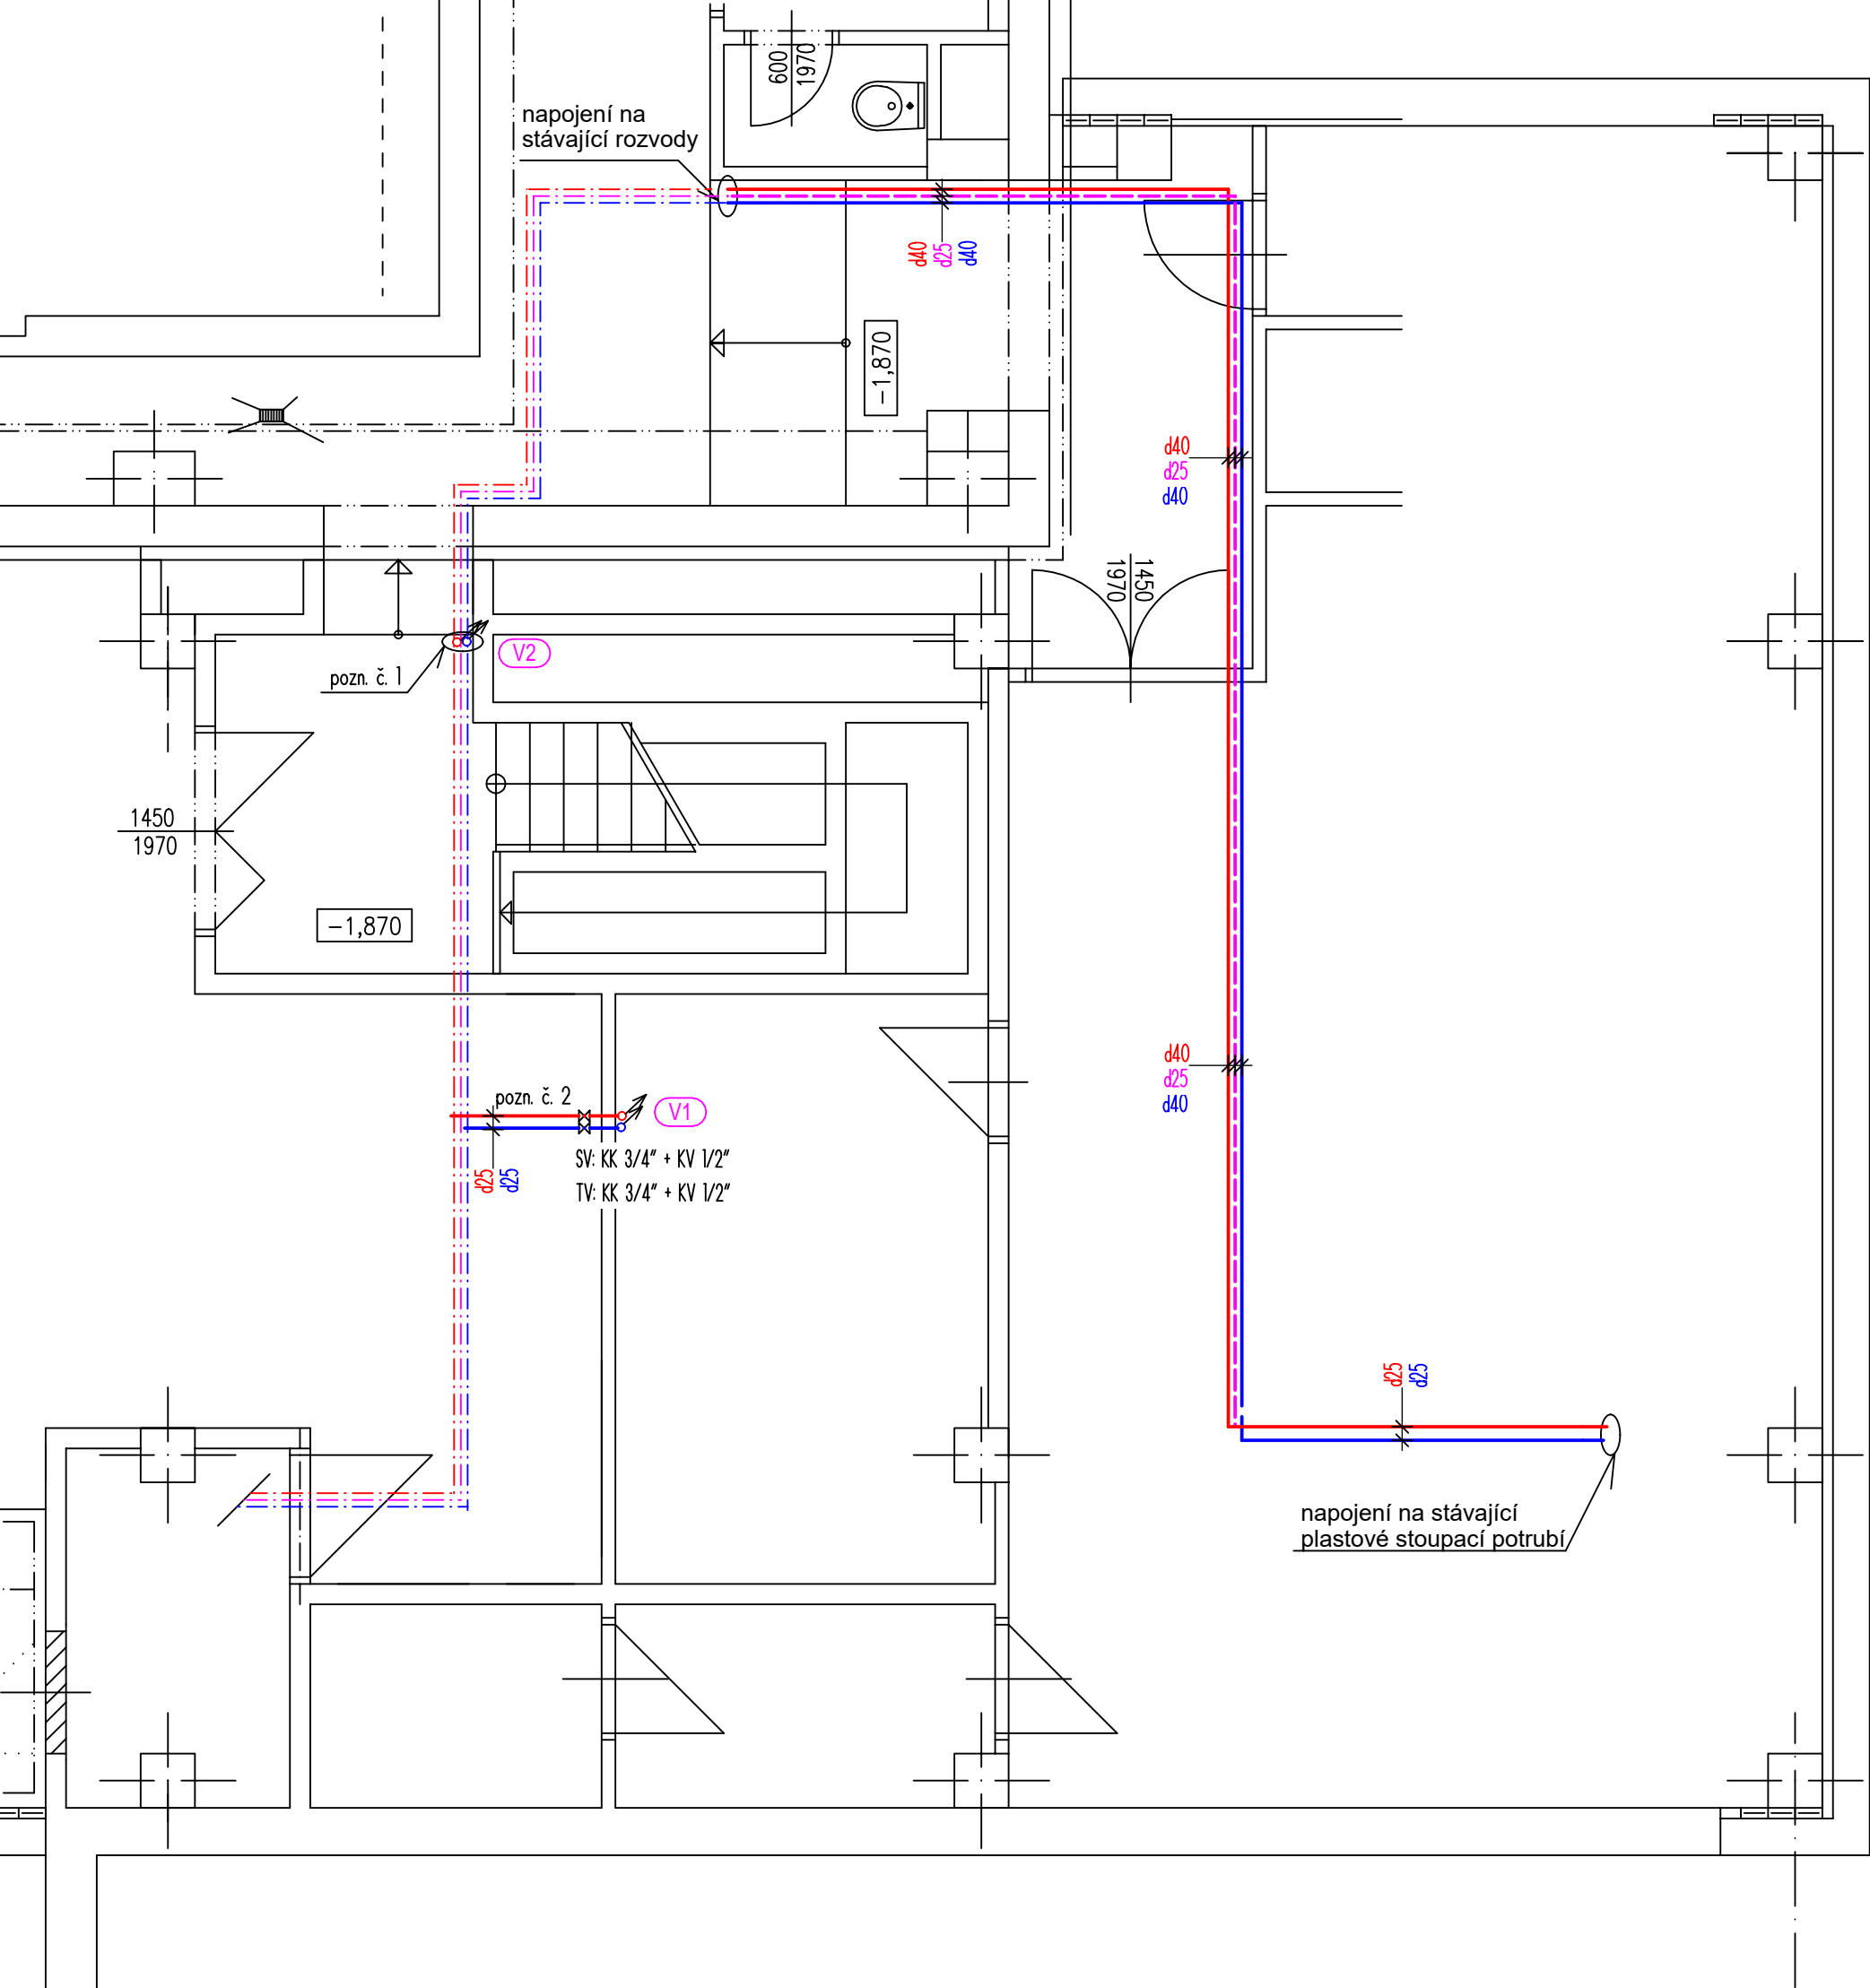 600
1970
napojení na
stávající rozvody
d40
d25
d40
-1,870
d40
d25
d40
1450
1970
V2
pozn. č. 1
1450
1970
-1,870
d40
d25
d40
pozn. č. 2
V1
SV: KK 3/4" + KV 1/2"
TV: KK 3/4" + KV 1/2"
d25
d25
d25
d25
napojení na stávající
plastové stoupací potrubí